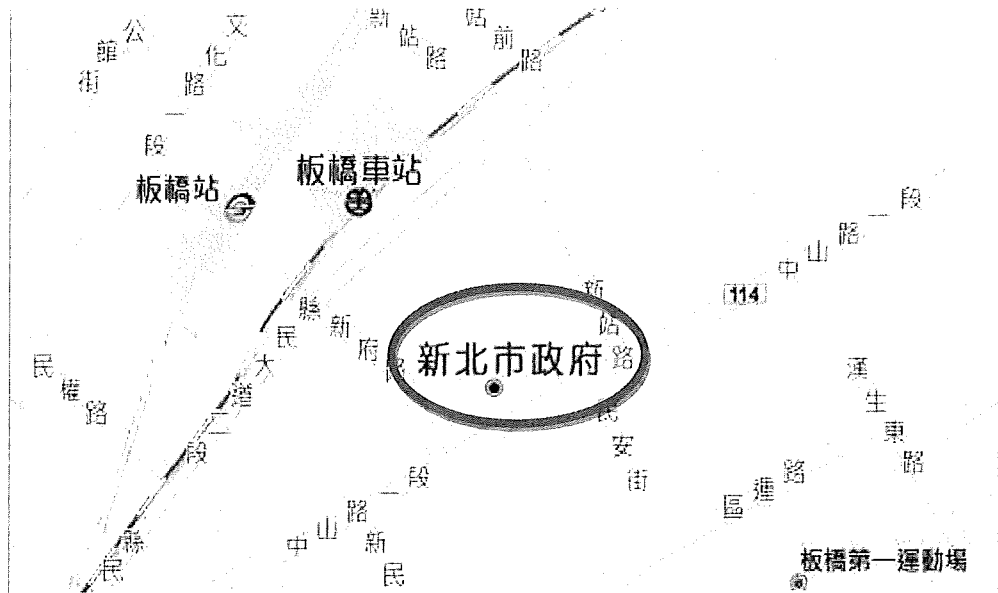 公館街
文化路一段
新站路
站前路
板橋站
板橋車站
中山路一段
114
新站路
縣民大道二段
新府路
新北市政府
民權路
漢生東路
民安街
區運路
中山路一段
新民
縣民
板橋第一運動場